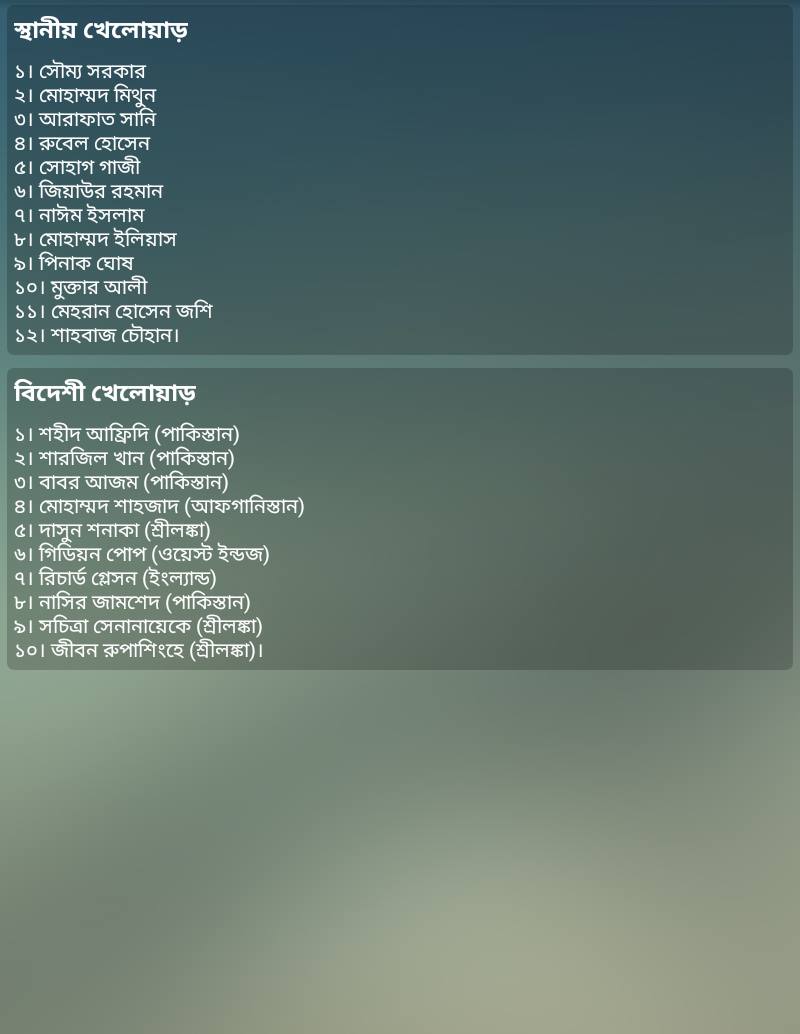 স্থানীয় খেলোয়াড়
১। সৌম্য সরকার
২। মোহাম্মদ মিথুন
৩। আরাফাত সানি
৪। রুবেল হোসেন
৫। সোহাগ গাজী
৬। জিয়াউর রহমান
৭। নাঈম ইসলাম
৮। মোহাম্মদ ইলিয়াস
৯। পিনাক ঘোষ
১০। মুক্তার আলী
১১। মেহরান হোসেন জশি
১২। শাহবাজ চৌহান।
বিদেশী খেলোয়াড়
১। শহীদ আফ্রিদি (পাকিস্তান)
২। শারজিল খান (পাকিস্তান)
৩। বাবর আজম (পাকিস্তান)
৪। মোহাম্মদ শাহজাদ (আফগানিস্তান)
৫। দাসুন শনাকা (শ্রীলঙ্কা)
৬। গিডিয়ন পোপ (ওয়েস্ট ইন্ডজ)
৭। রিচার্ড গ্লেসন (ইংল্যান্ড)
৮। নাসির জামশেদ (পাকিস্তান)
৯। সচিত্রা সেনানায়েকে (শ্রীলঙ্কা)
১০। জীবন রুপাশিংহে (শ্রীলঙ্কা)।